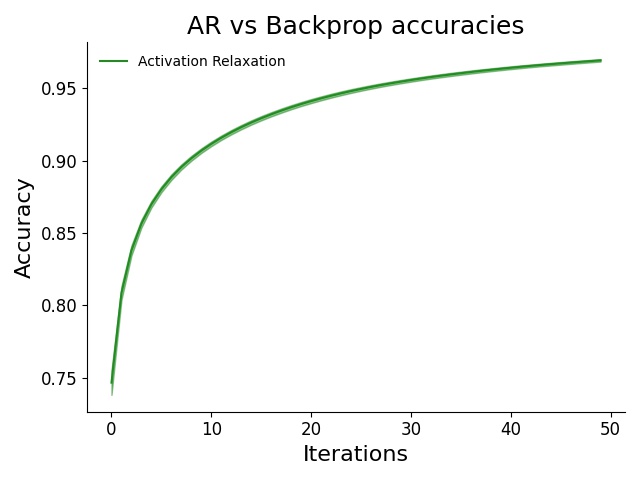 AR vs Backprop accuracies
Activation Relaxation
0.95
0.90
0.85
0.80
0.75
Accuracy
0 10 20 30 40 50
Iterations